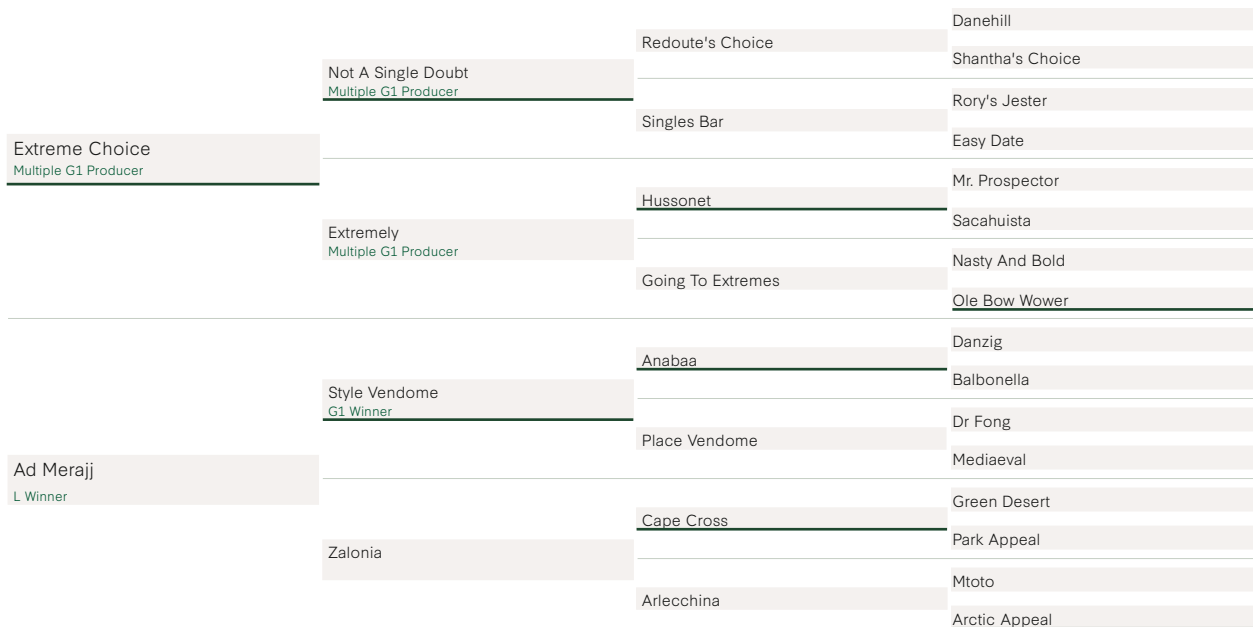 Danehill
Redoute's Choice
Shantha's Choice
Not A Single Doubt
Multiple G1 Producer
Rory's Jester
Singles Bar
Easy Date
Extreme Choice
Multiple G1 Producer
Mr. Prospector
Hussonet
Sacahuista
Extremely
Multiple G1 Producer
Nasty And Bold
Going To Extremes
Ole Bow Wower
Danzig
Anabaa
Balbonella
Style Vendome
G1 Winner
Dr Fong
Place Vendome
Mediaeval
Ad Merajj
L Winner
Green Desert
Cape Cross
Park Appeal
Zalonia
Mtoto
Arlecchina
Arctic Appeal